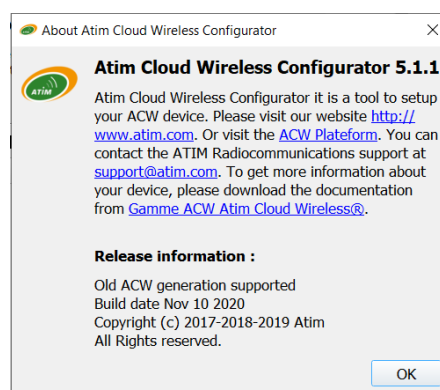 About Atim Cloud Wireless Configurator
ATIM
Atim Cloud Wireless Configurator 5.1.1
Atim Cloud Wireless Configurator it is a tool to setup
your ACW device. Please visit our website http://
www.atim.com. Or visit the ACW Plateform. You can
contact the ATIM Radiocommunications support at
support@atim.com. To get more information about
your device, please download the documentation
from Gamme ACW Atim Cloud Wireless®.
Release information :
Old ACW generation supported
Build date Nov 10 2020
Copyright (c) 2017-2018-2019 Atim
All Rights reserved.
OK